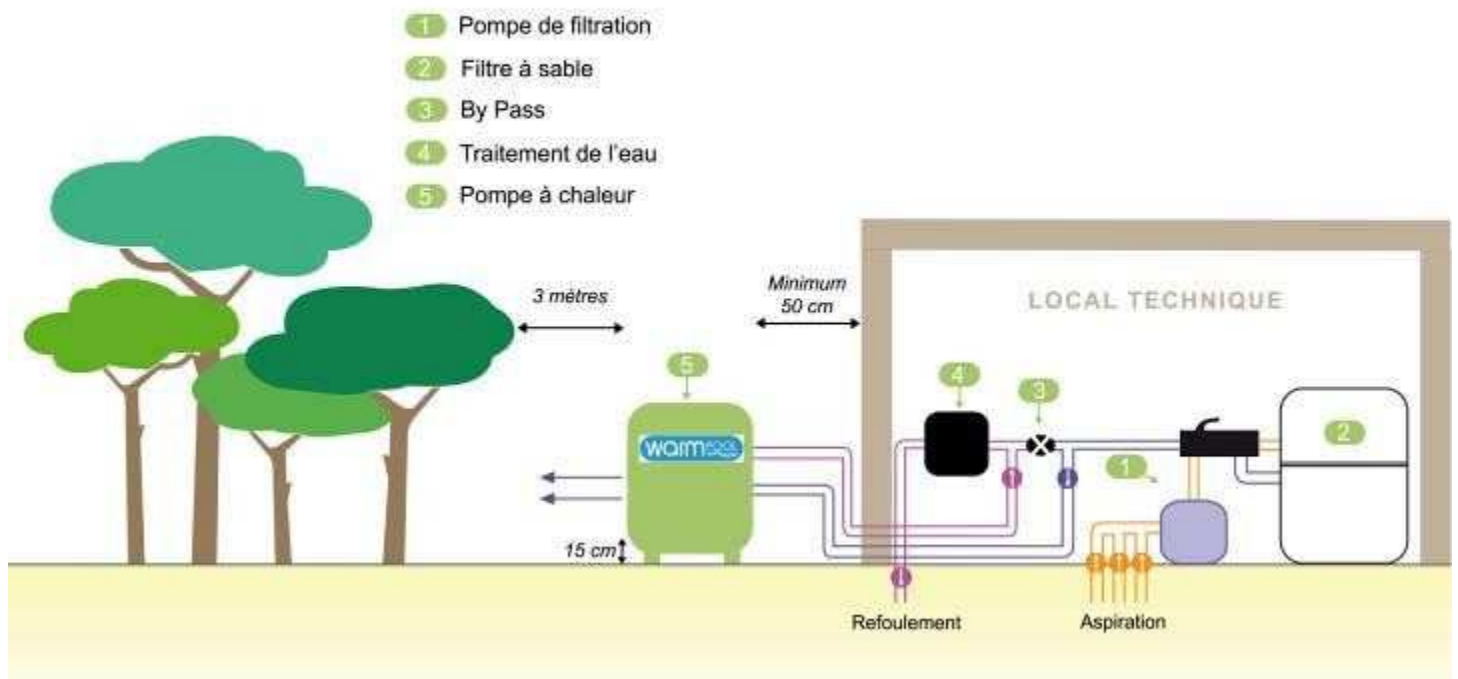 1 Pompe de filtration
2 Filtre à sable
3 By Pass
4 Traitement de l'eau
5 Pompe à chaleur
3 mètres
Minimum
50 cm
LOCAL TECHNIQUE
5
4
3
2
warmPOOL
1
15 cm
Refoulement
Aspiration